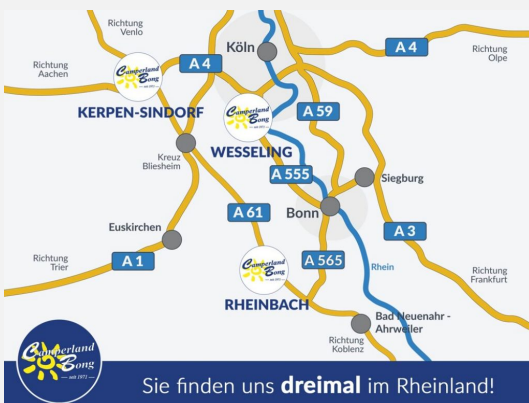 Richtung
Venlo
Köln
A 4
A 4
Richtung
Olpe
Richtung
Aachen
Camperland
Bong
seit 1971
KERPEN-SINDORF
Camperland
Bong
seit 1971
WESSELING
A 59
Kreuz
Bliesheim
A 555
Siegburg
Bonn
A 61
Euskirchen
A 3
A 1
Richtung
Trier
Camperland
Bong
seit 1971
RHEINBACH
A 565
Rhein
Richtung
Frankfurt
Bad Neuenahr -
Ahrweiler
Richtung
Koblenz
Camperland
Bong
seit 1971
Sie finden uns dreimal im Rheinland!